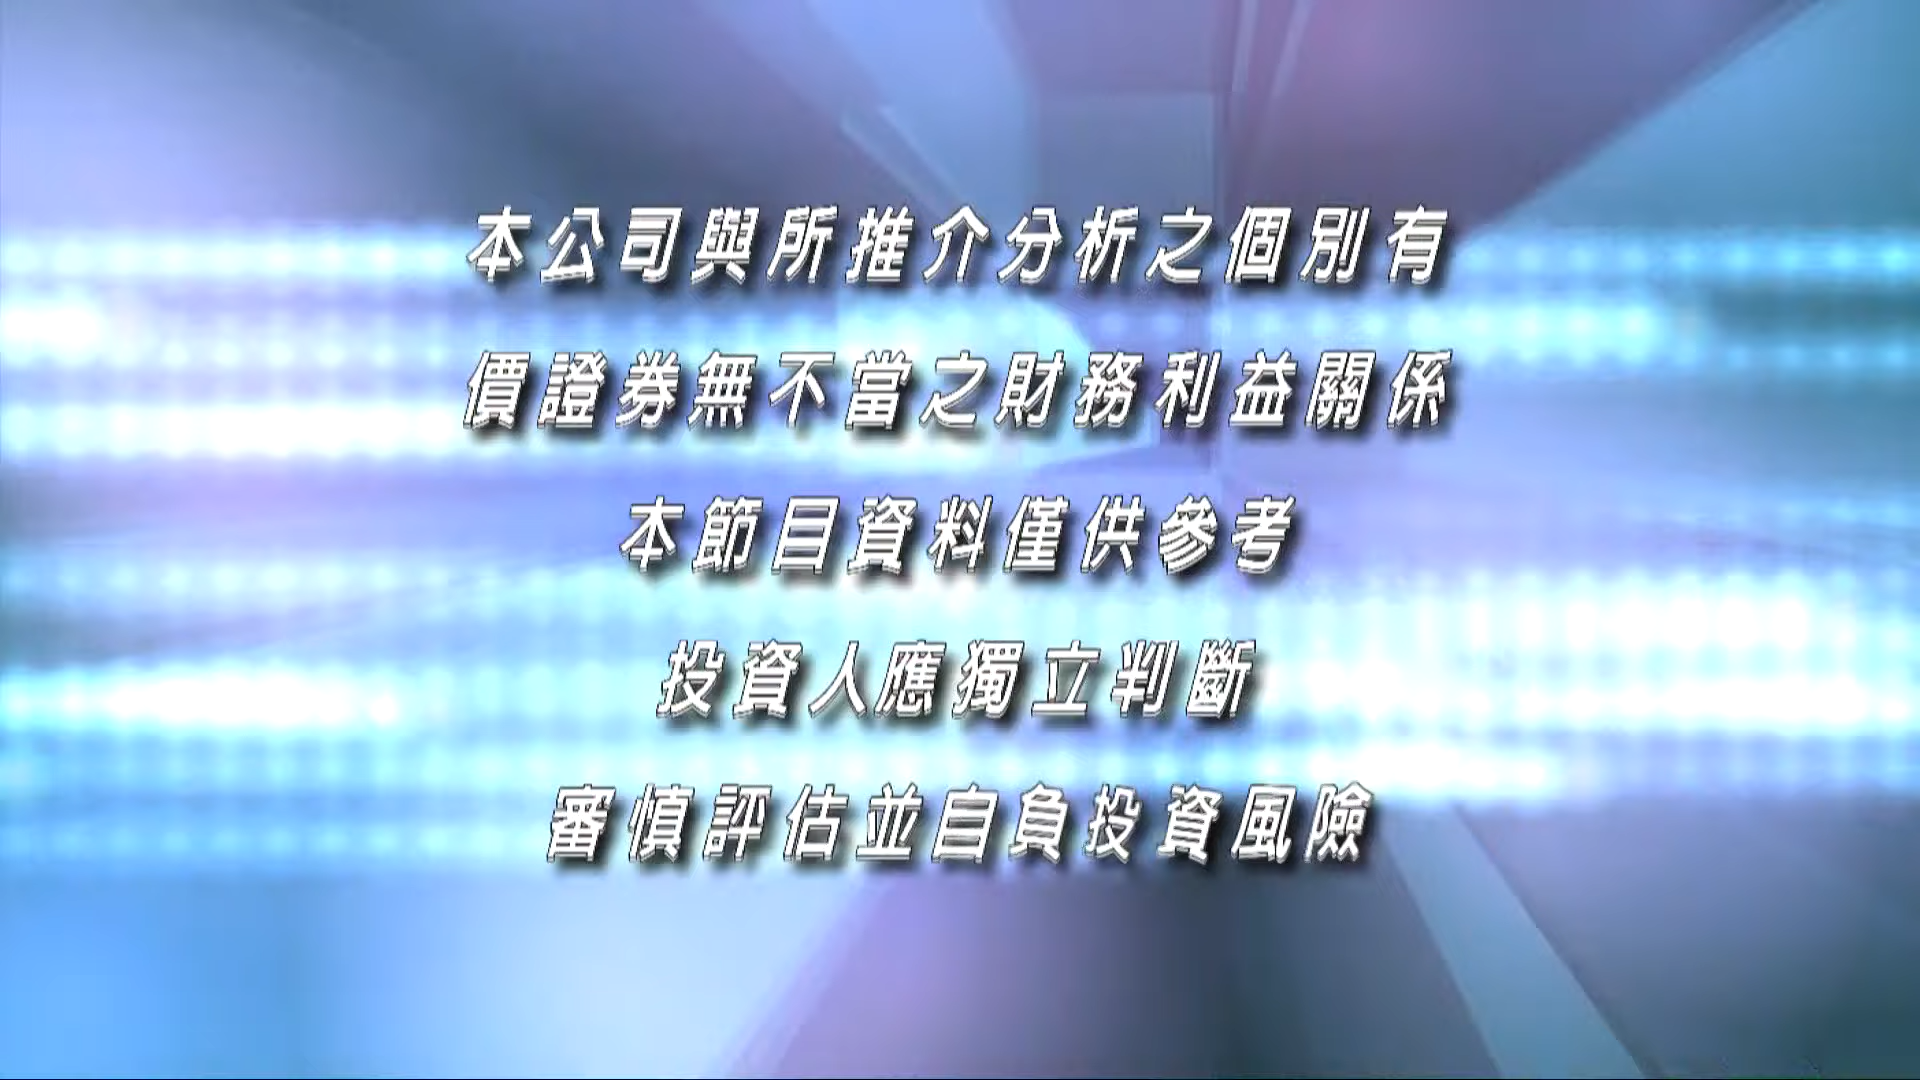 本公司與所推介分析之個別有
價證券無不當之財務利益關係
本節目資料僅供參考
投資人應獨立判斷
審慎評估並自負投資風險